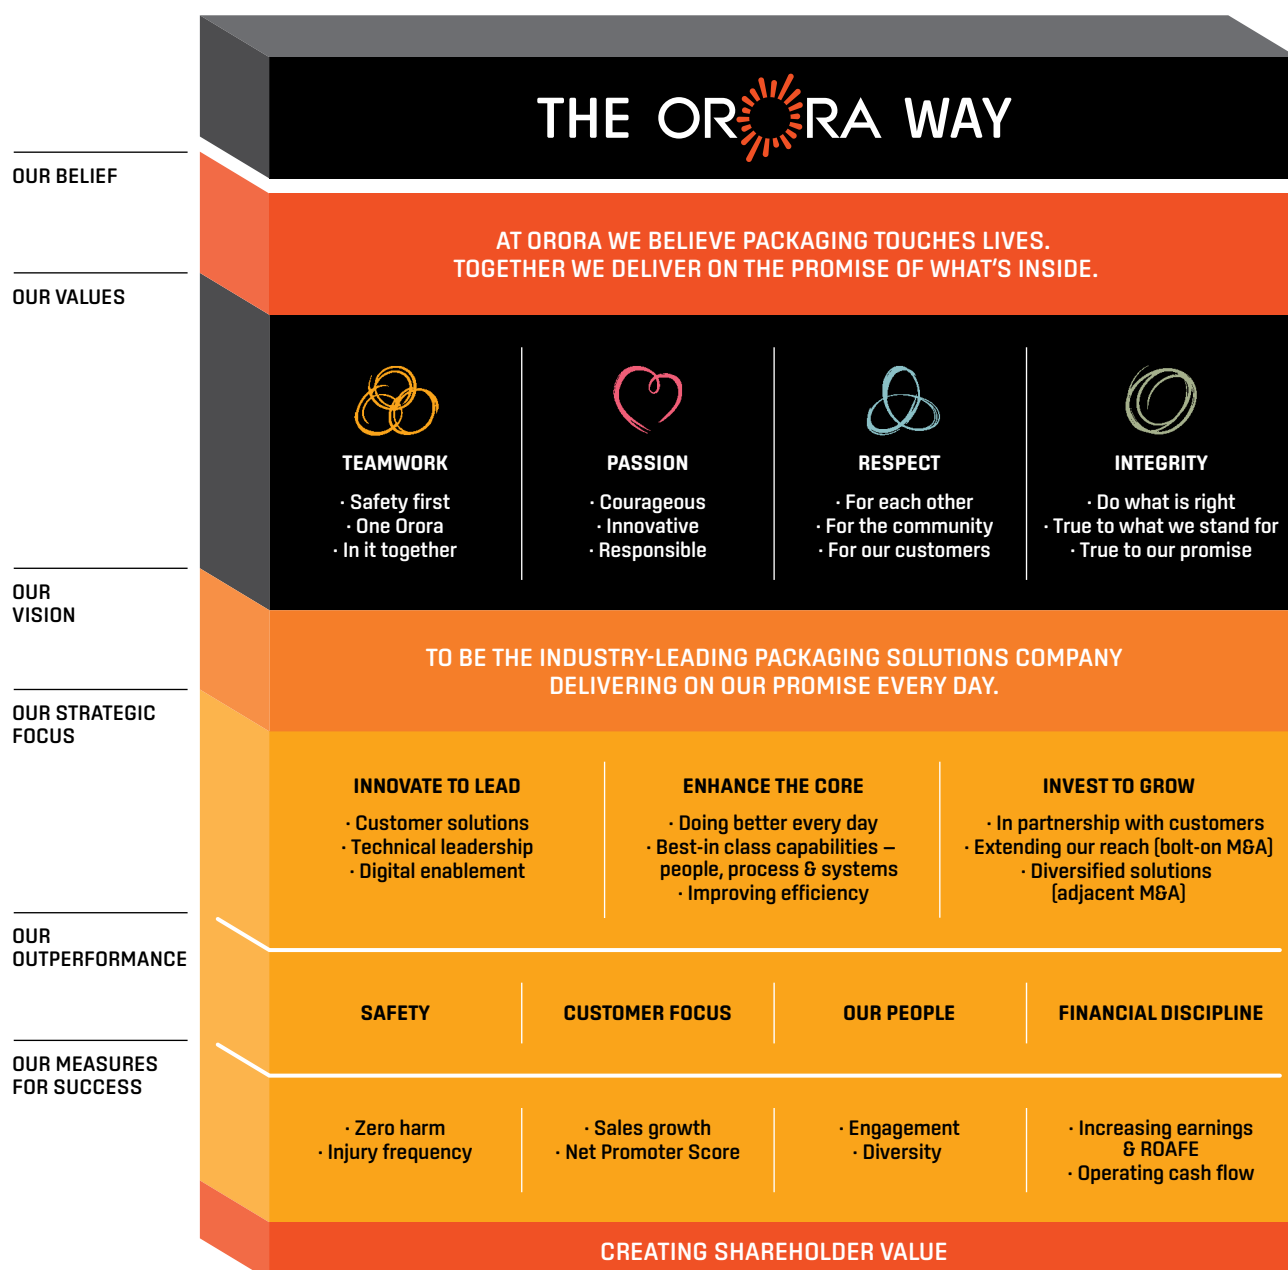 THE ORORA WAY
OUR BELIEF
AT ORORA WE BELIEVE PACKAGING TOUCHES LIVES.
TOGETHER WE DELIVER ON THE PROMISE OF WHAT'S INSIDE.
OUR VALUES
TEAMWORK
· Safety first
· One Orora
· In it together
PASSION
· Courageous
· Innovative
· Responsible
RESPECT
· For each other
· For the community
· For our customers
INTEGRITY
· Do what is right
· True to what we stand for
· True to our promise
OUR
VISION
TO BE THE INDUSTRY-LEADING PACKAGING SOLUTIONS COMPANY
DELIVERING ON OUR PROMISE EVERY DAY.
OUR STRATEGIC
FOCUS
INNOVATE TO LEAD
· Customer solutions
· Technical leadership
· Digital enablement
ENHANCE THE CORE
· Doing better every day
· Best-in class capabilities –
people, process & systems
· Improving efficiency
INVEST TO GROW
· In partnership with customers
· Extending our reach (bolt-on M&A)
· Diversified solutions
(adjacent M&A)
OUR
OUTPERFORMANCE
SAFETY
CUSTOMER FOCUS
OUR PEOPLE
FINANCIAL DISCIPLINE
OUR MEASURES
FOR SUCCESS
· Zero harm
· Injury frequency
· Sales growth
· Net Promoter Score
· Engagement
· Diversity
· Increasing earnings
& ROAFE
· Operating cash flow
CREATING SHAREHOLDER VALUE